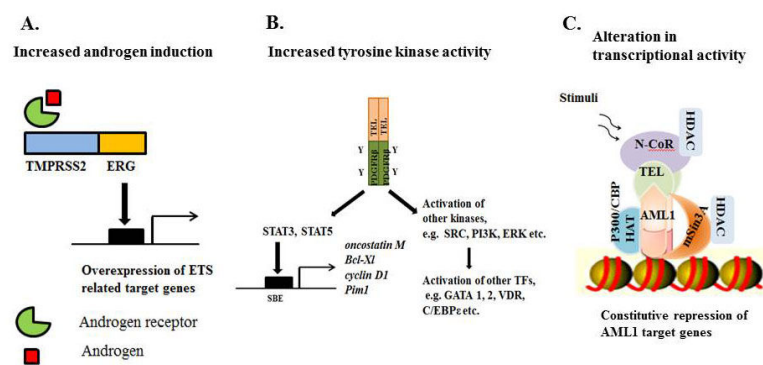 A.
Increased androgen induction
TMPRSS2 ERG
Overexpression of ETS
related target genes
Androgen receptor
Androgen
B.
Increased tyrosine kinase activity
TEL
TEL
Y Y
Y Y
PDGFRβ
PDGFRβ
STAT3, STAT5
SBE
oncostatin M
Bcl-Xl
cyclin D1
Pim1
Activation of
other kinases,
e.g. SRC, PI3K, ERK etc.
Activation of other TFs,
e.g. GATA 1, 2, VDR,
C/EBPε etc.
C.
Alteration in
transcriptional activity
Stimuli
HDAC
N-CoR
TEL
P300/CBP
HAT
AML1
mSin3A
HDAC
Constitutive repression of
AML1 target genes